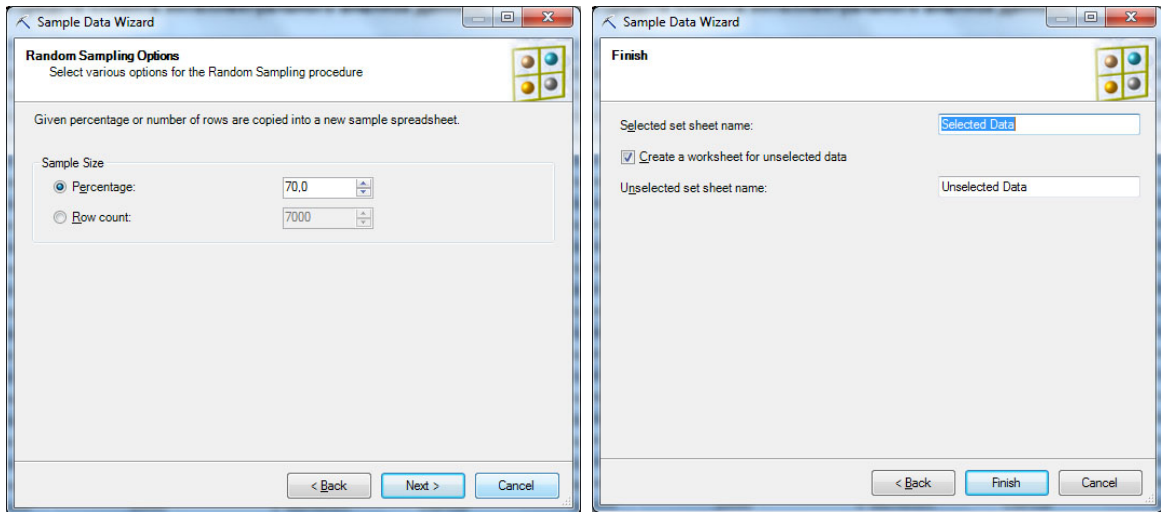 Sample Data Wizard
Random Sampling Options
Select various options for the Random Sampling procedure
Given percentage or number of rows are copied into a new sample spreadsheet.
Sample Size
Percentage: 70,0
Row count: 7000
< Back Next > Cancel
Sample Data Wizard
Finish
Selected set sheet name: Selected Data
Create a worksheet for unselected data
Unselected set sheet name: Unselected Data
< Back Finish Cancel